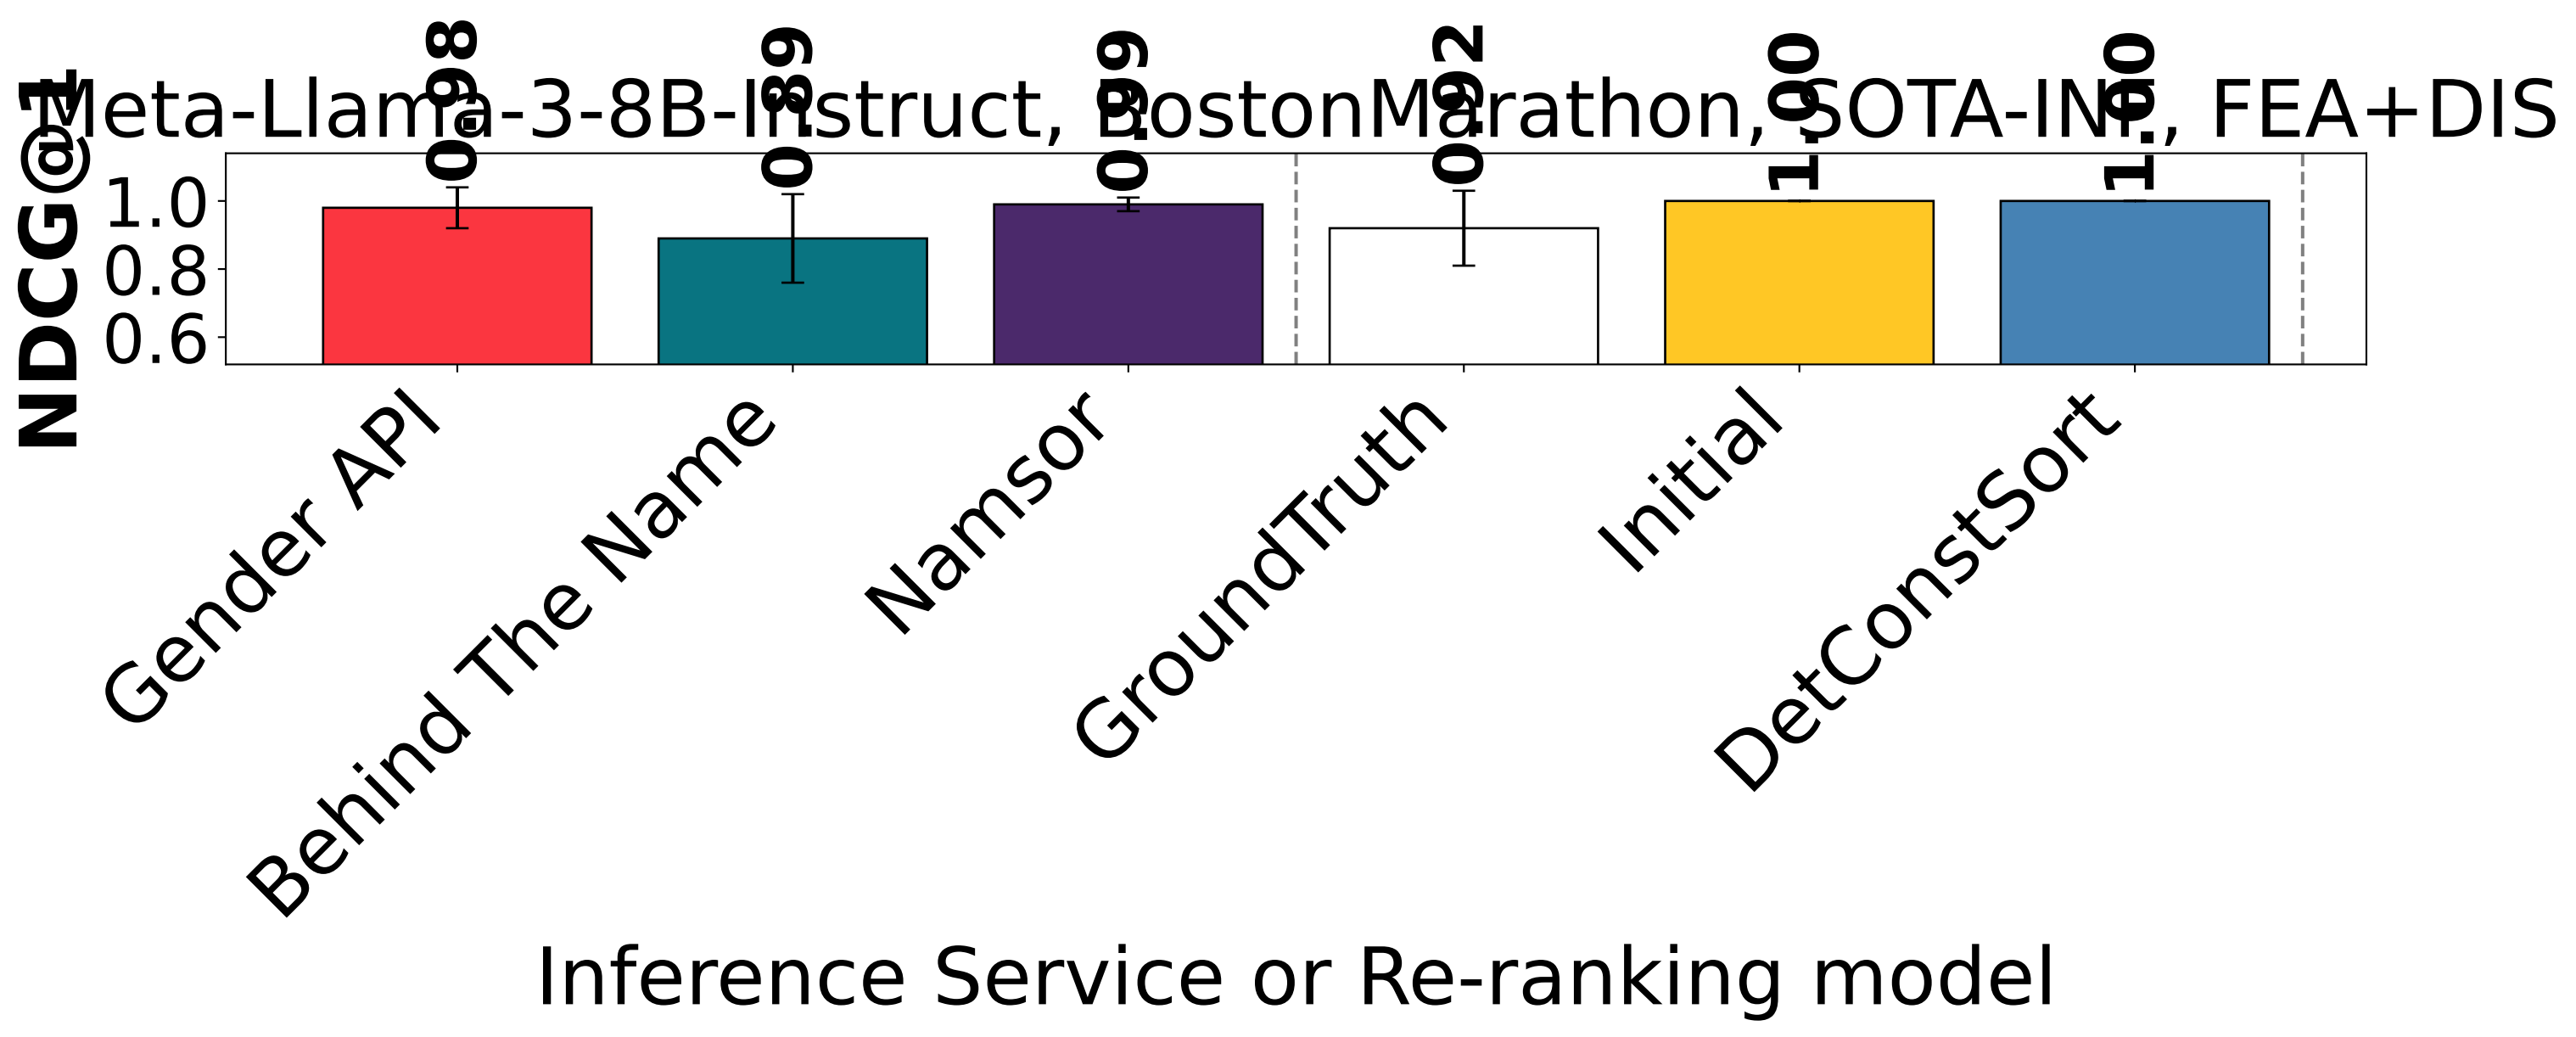 Meta-Llama-3-8B-Instruct, BostonMarathon, SOTA-INF, FEA+DIS
0.98
0.89
0.99
0.92
1.00
1.00
NDCG@1
1.0
0.8
0.6
Gender API
Behind The Name
Namsor
GroundTruth
Initial
DetConstSort
Inference Service or Re-ranking model